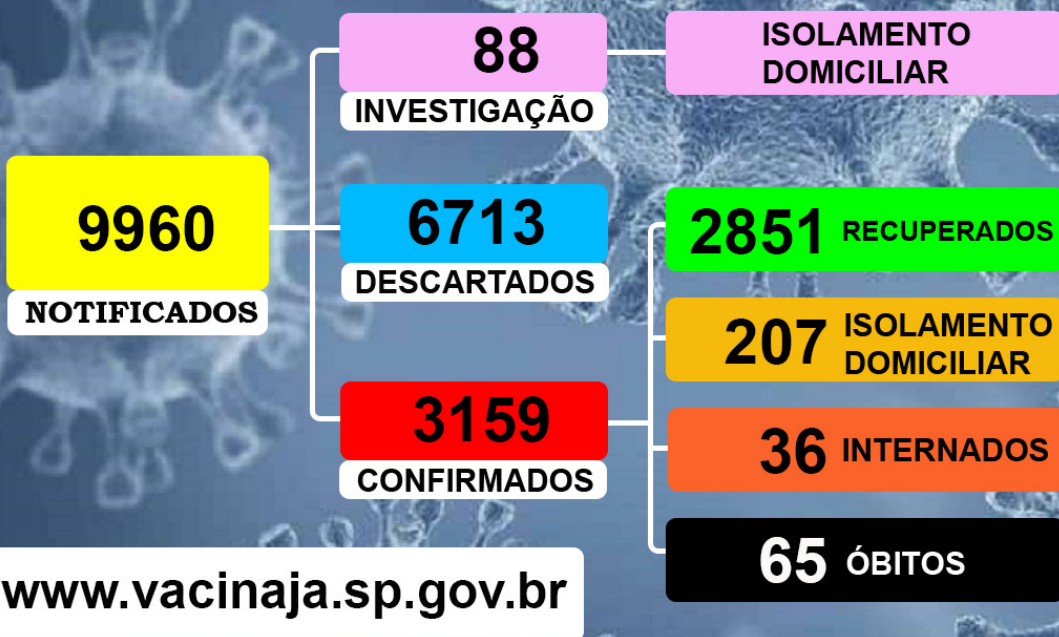 9960
NOTIFICADOS
88
INVESTIGAÇÃO
ISOLAMENTO
DOMICILIAR
6713
DESCARTADOS
3159
CONFIRMADOS
2851 RECUPERADOS
207 ISOLAMENTO
DOMICILIAR
36 INTERNADOS
65 ÓBITOS
www.vacinaja.sp.gov.br